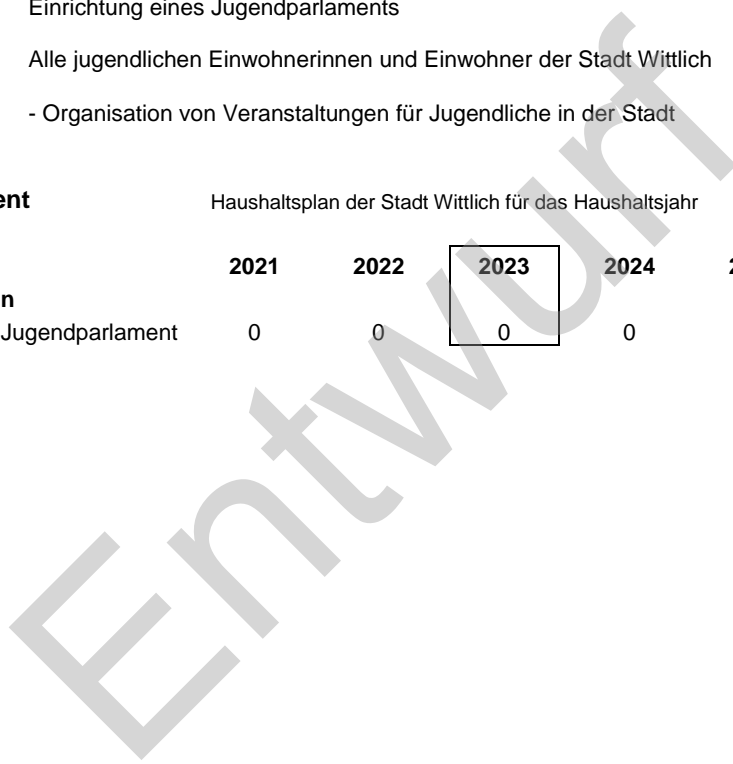 Einrichtung eines Jugendparlaments
Alle jugendlichen Einwohnerinnen und Einwohner der Stadt Wittlich
- Organisation von Veranstaltungen für Jugendliche in der Stadt
Haushaltsplan der Stadt Wittlich für das Haushaltsjahr
2021 2022 2023 2024
Jugendparlament 0 0 0 0
Entwurf